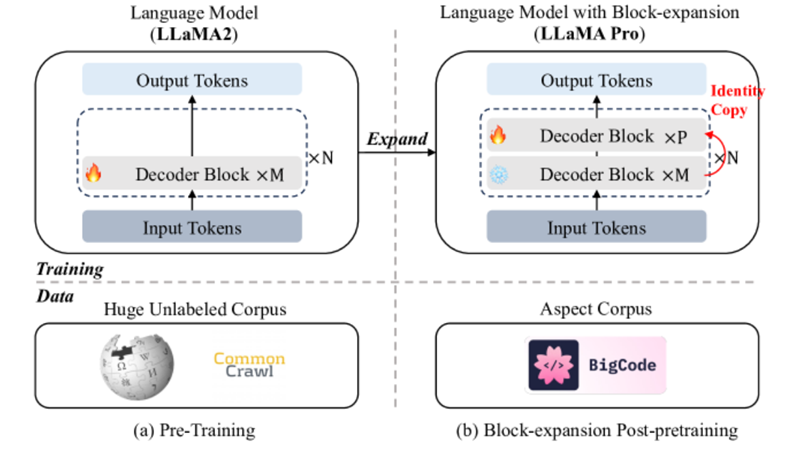 Language Model
(LLaMA2)
Output Tokens
Decoder Block ×M
×N
Input Tokens
Expand
Language Model with Block-expansion
(LLaMA Pro)
Output Tokens
Identity
Copy
Decoder Block ×P
Decoder Block ×M
×N
Input Tokens
Training
Data
Huge Unlabeled Corpus
Common
Crawl
Aspect Corpus
</>
BigCode
(a) Pre-Training
(b) Block-expansion Post-pretraining